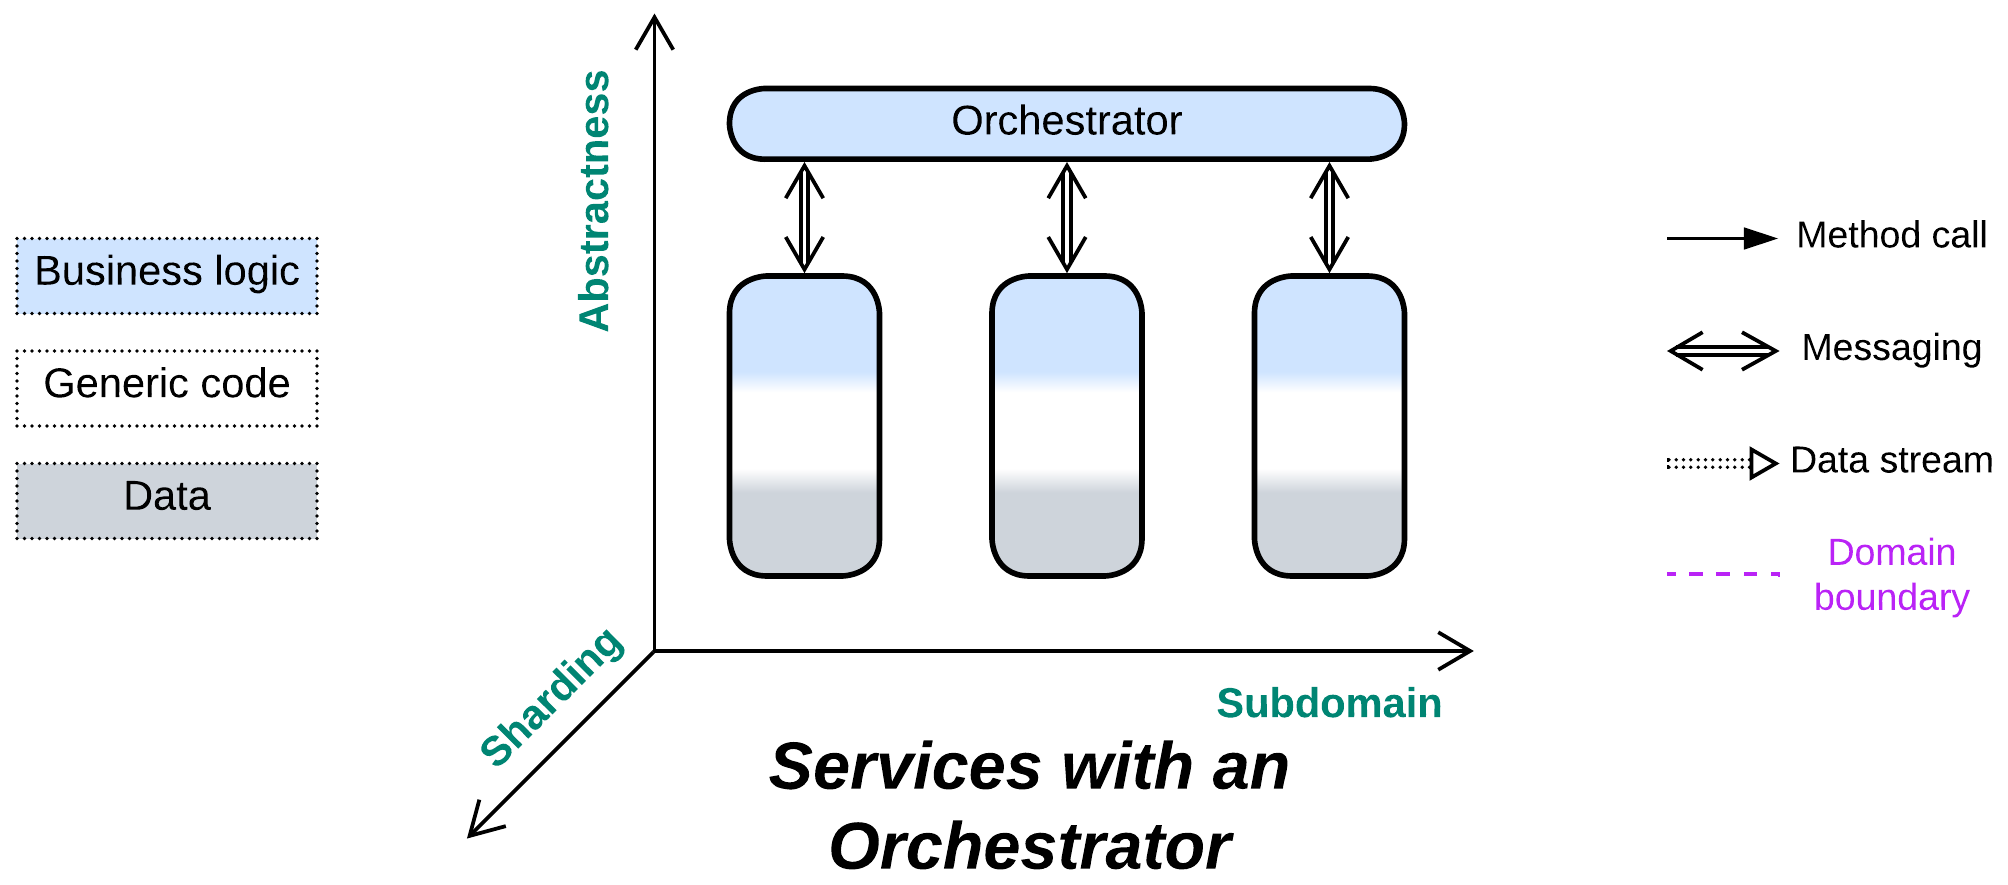 Business logic
Generic code
Data
Abstractness
Orchestrator
Sharding
Subdomain
Services with an
Orchestrator
Method call
Messaging
Data stream
Domain
boundary